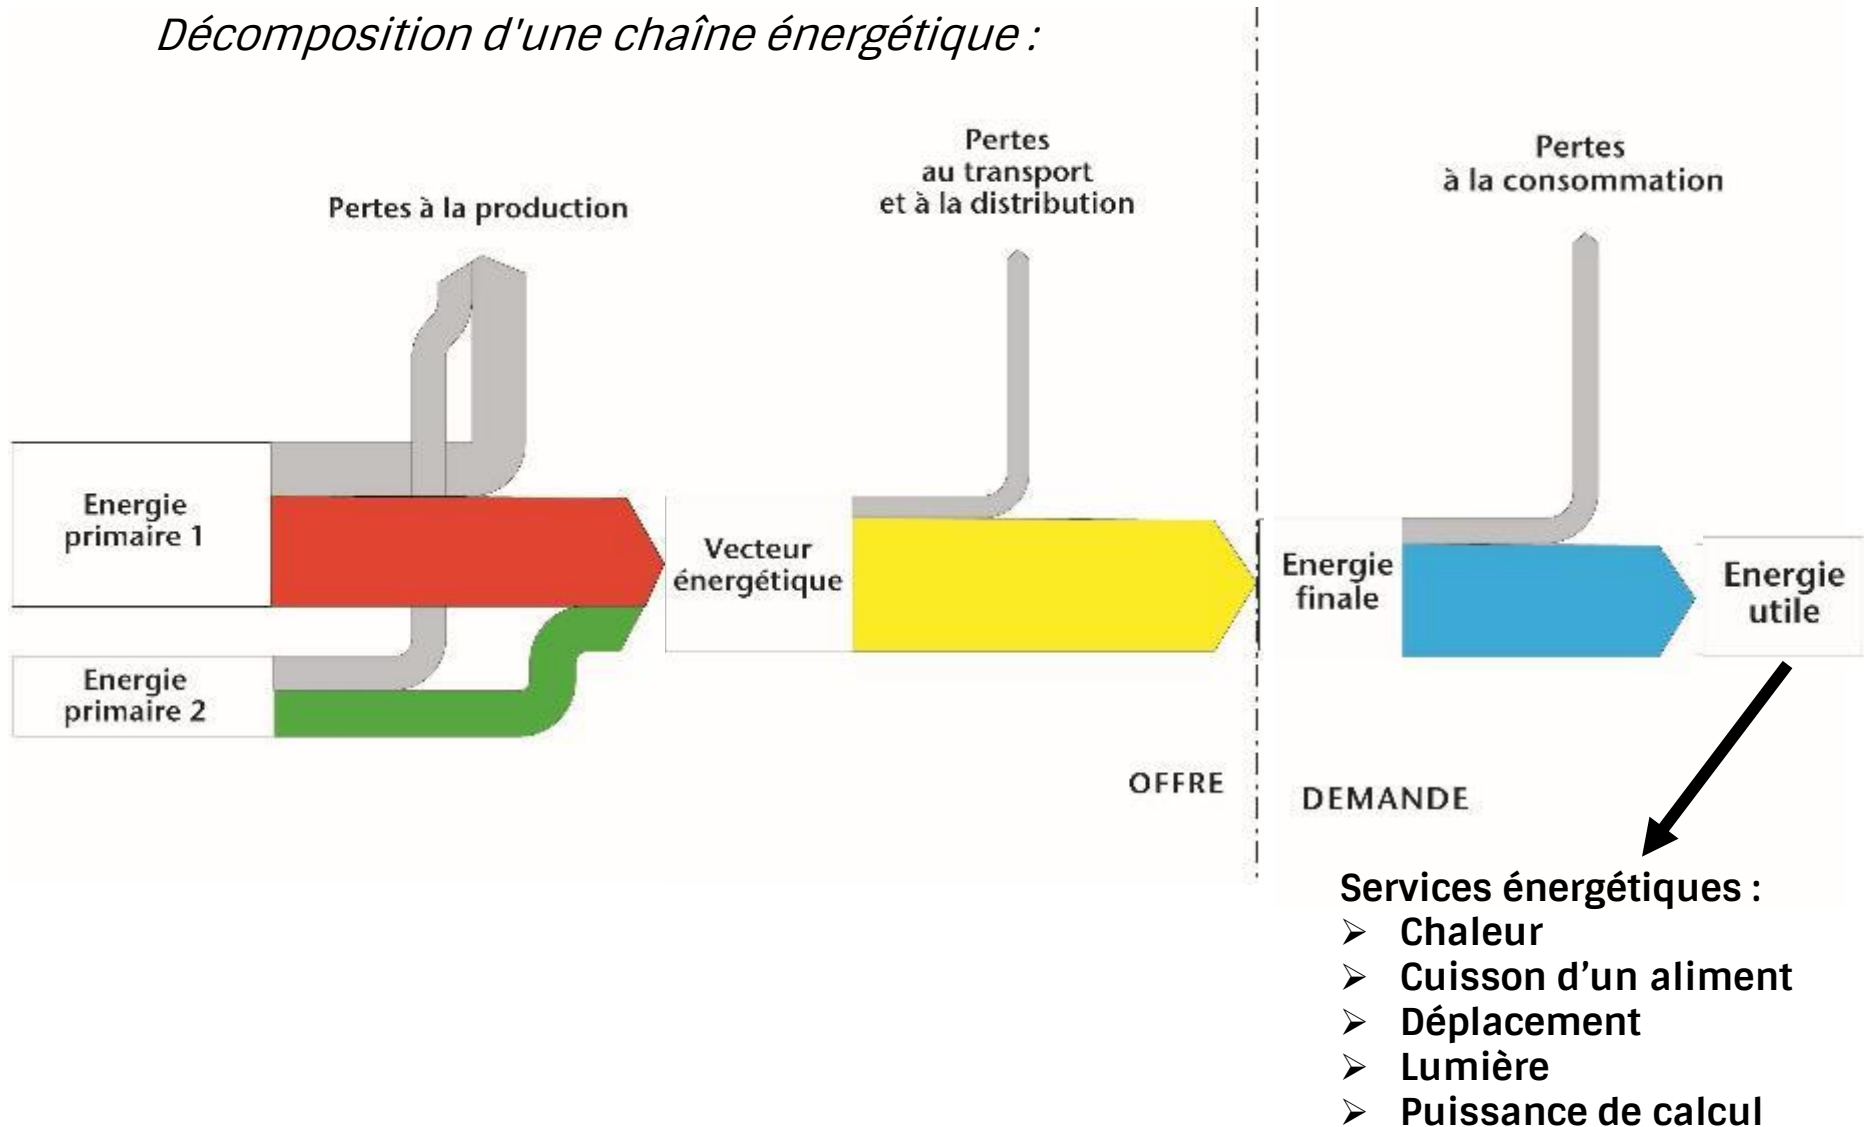 Décomposition d'une chaîne énergétique :
Pertes à la production
Pertes
au transport
et à la distribution
Pertes
à la consommation
Energie
primaire 1
Energie
primaire 2
Vecteur
énergétique
Energie
finale
Energie
utile
OFFRE
DEMANDE
Services énergétiques :
➢ Chaleur
➢ Cuisson d’un aliment
➢ Déplacement
➢ Lumière
➢ Puissance de calcul